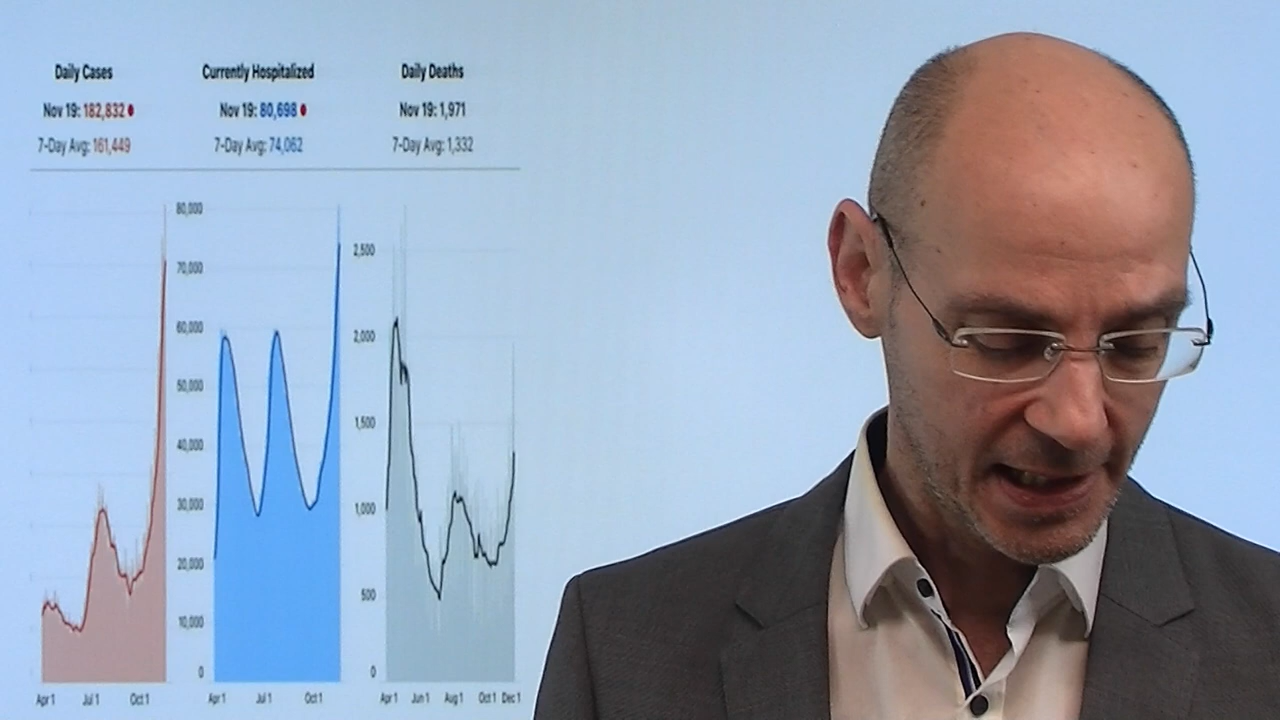 Daily Cases
Nov 19: 182,832
7-Day Avg: 161,449
Currently Hospitalized
Nov 19: 80,698
7-Day Avg: 74,062
Daily Deaths
Nov 19: 1,971
7-Day Avg: 1,332
80,000
70,000
60,000
50,000
40,000
30,000
20,000
10,000
0
2,500
2,000
1,500
1,000
500
0
Apr 1 Jul 1 Oct 1
Apr 1 Jul 1 Oct 1
Apr 1 Jun 1 Aug 1 Oct 1 Dec 1